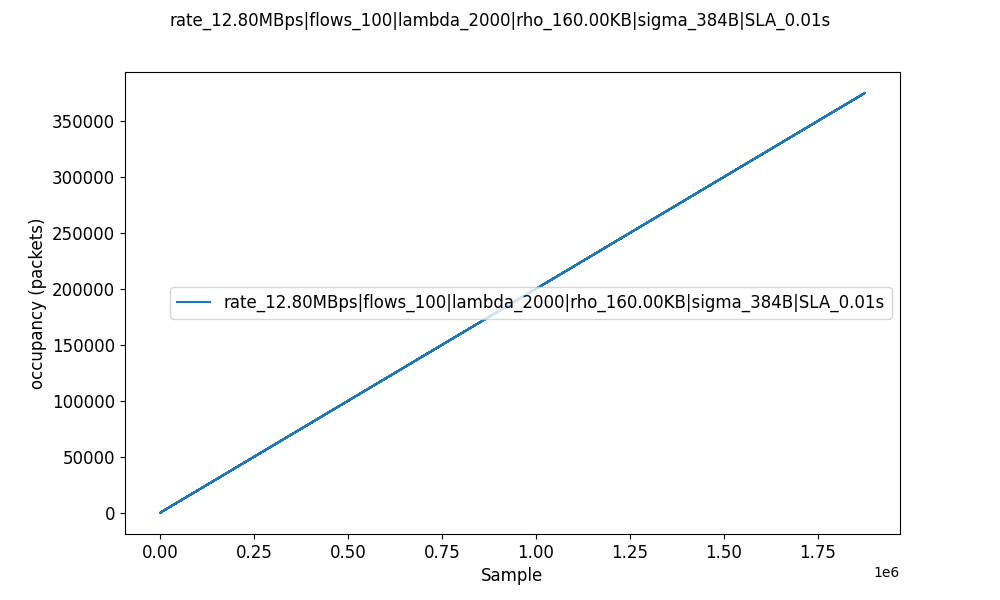 rate_12.80MBps|flows_100|lambda_2000|rho_160.00KB|sigma_384B|SLA_0.01s
350000
300000
250000
200000
150000
100000
50000
0
occupancy (packets)
rate_12.80MBps|flows_100|lambda_2000|rho_160.00KB|sigma_384B|SLA_0.01s
0.00 0.25 0.50 0.75 1.00 1.25 1.50 1.75
Sample
1e6